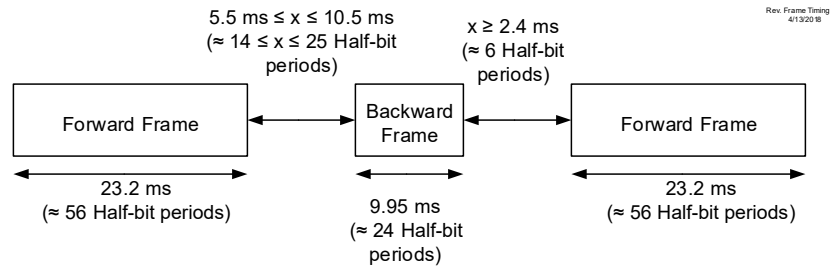 Rev. Frame Timing
4/13/2018
5.5 ms ≤ x ≤ 10.5 ms
(≈ 14 ≤ x ≤ 25 Half-bit
periods)
x ≥ 2.4 ms
(≈ 6 Half-bit
periods)
Forward Frame
Backward
Frame
Forward Frame
23.2 ms
(≈ 56 Half-bit periods)
9.95 ms
(≈ 24 Half-bit
periods)
23.2 ms
(≈ 56 Half-bit periods)